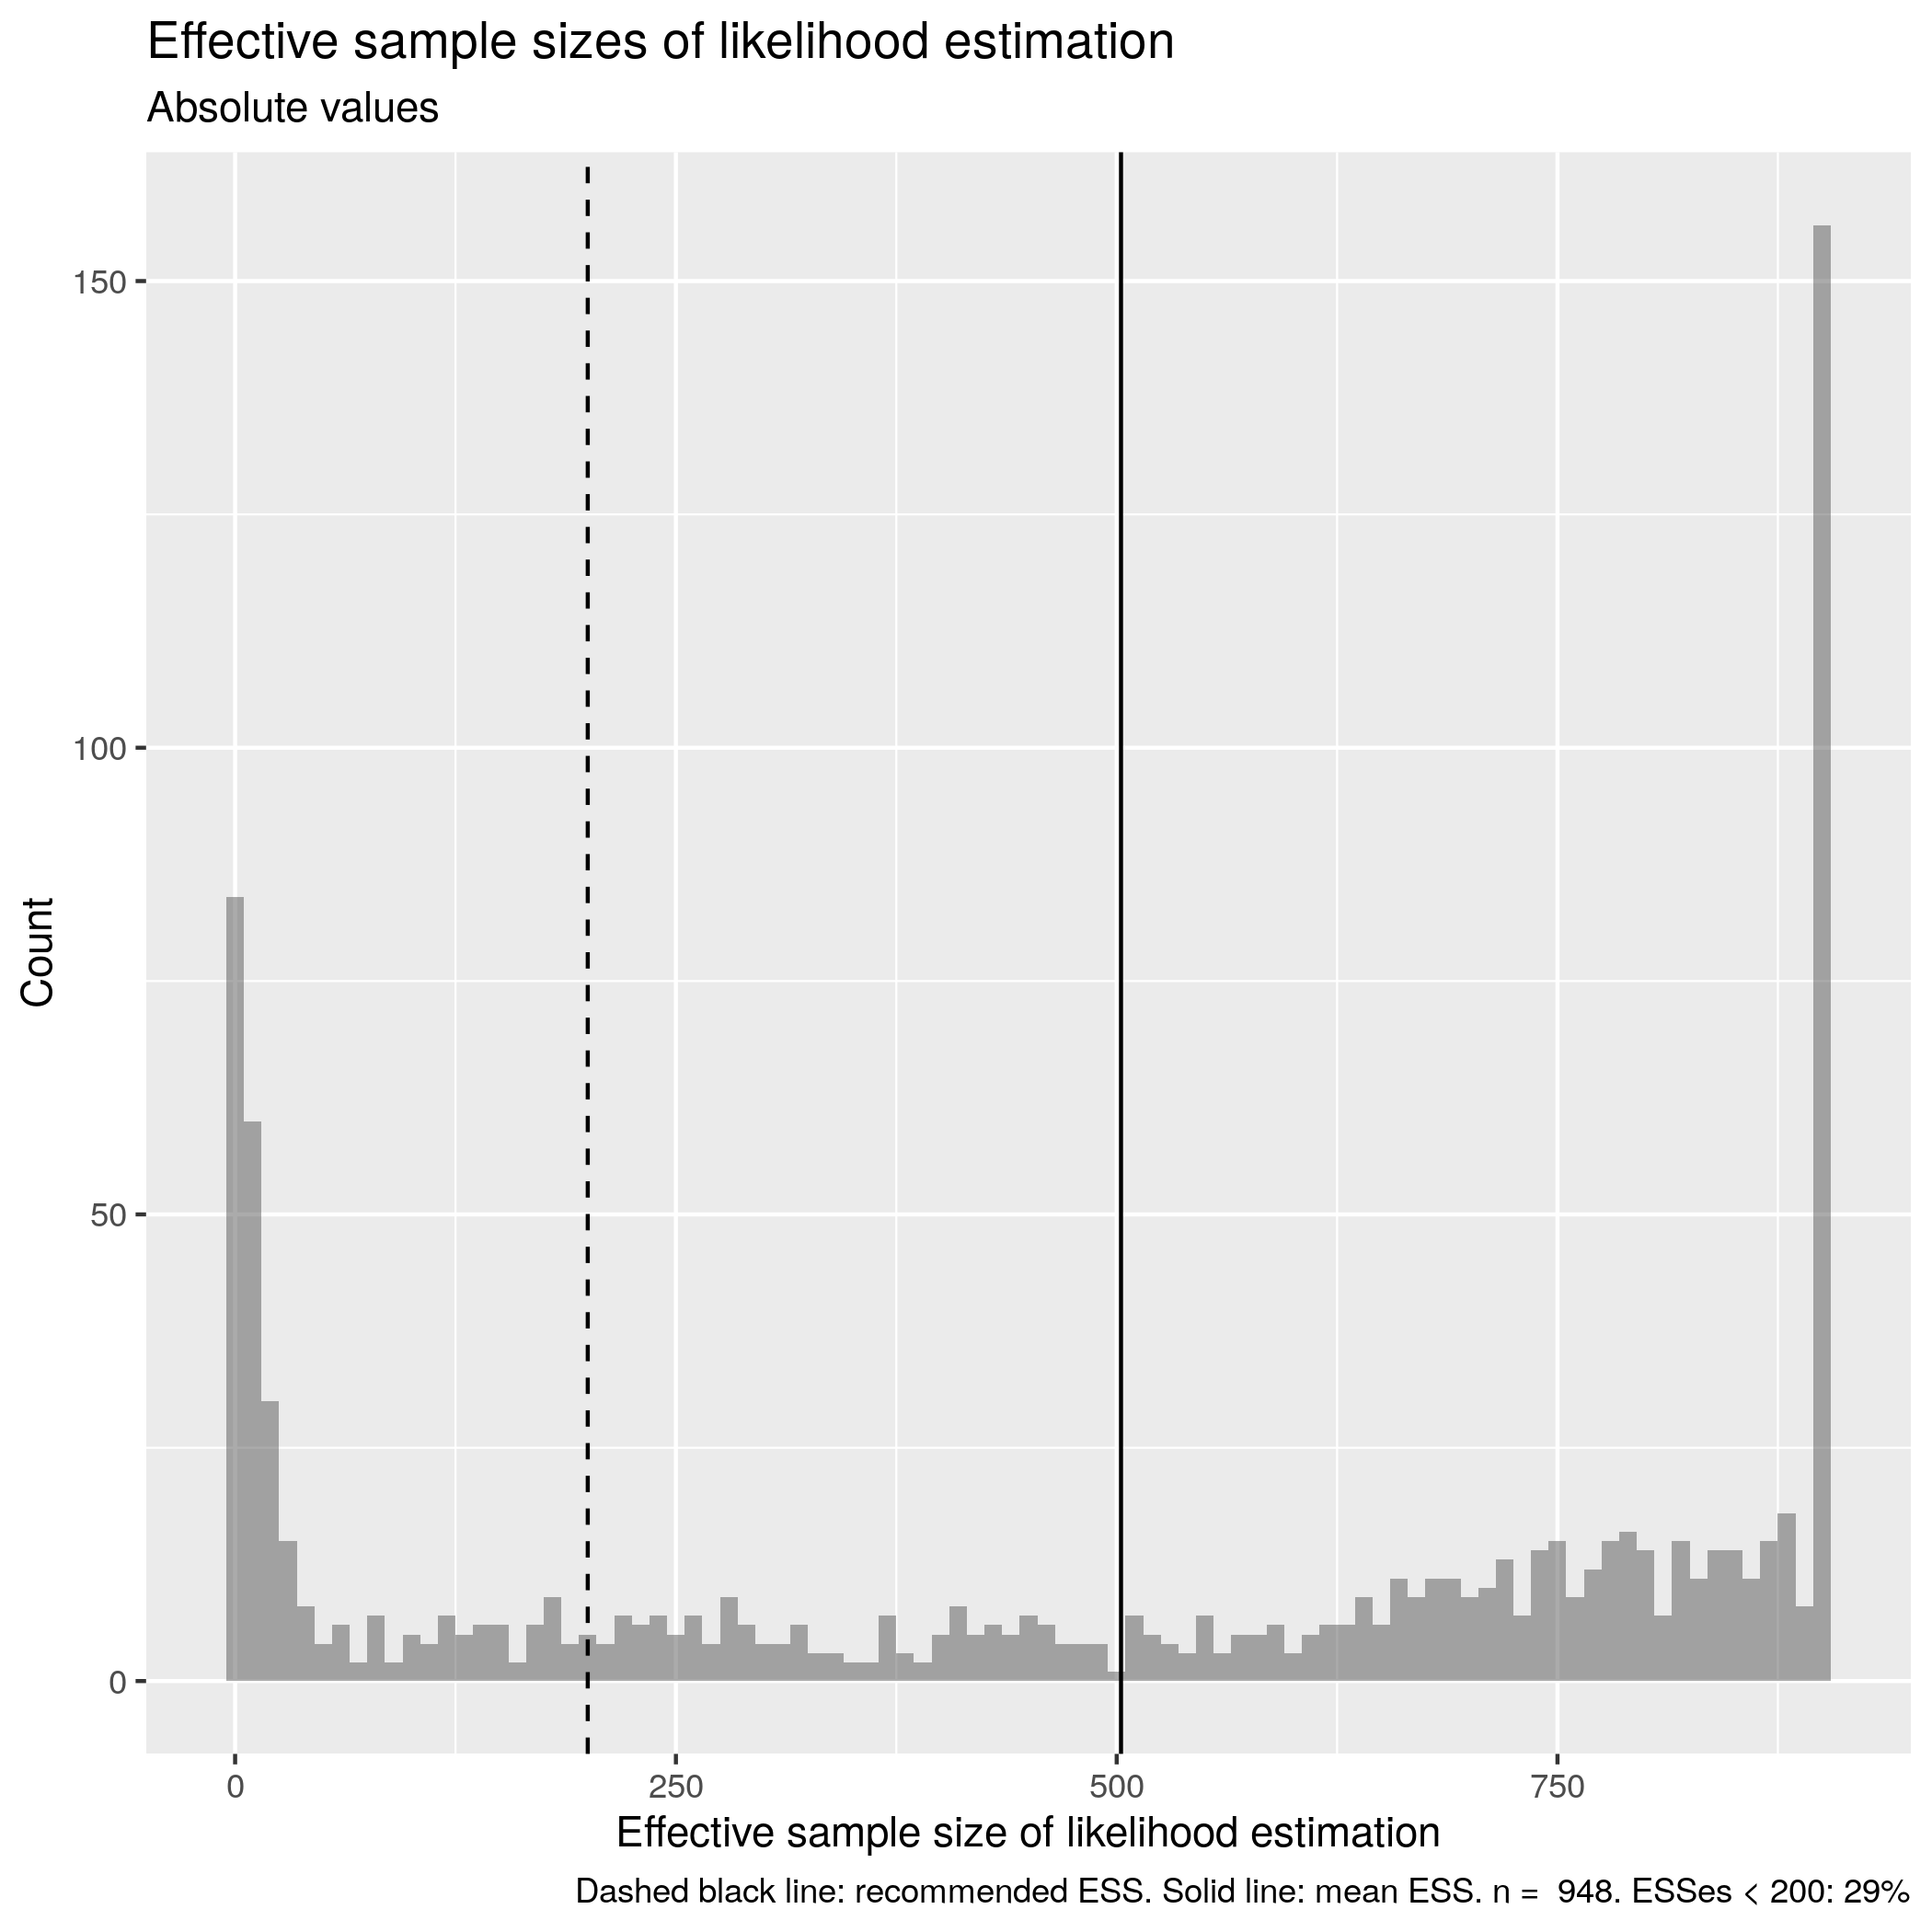 Effective sample sizes of likelihood estimation
Absolute values
150
100
50
0
Count
0 250 500 750
Effective sample size of likelihood estimation
Dashed black line: recommended ESS. Solid line: mean ESS. n =  948. ESSes < 200: 29%